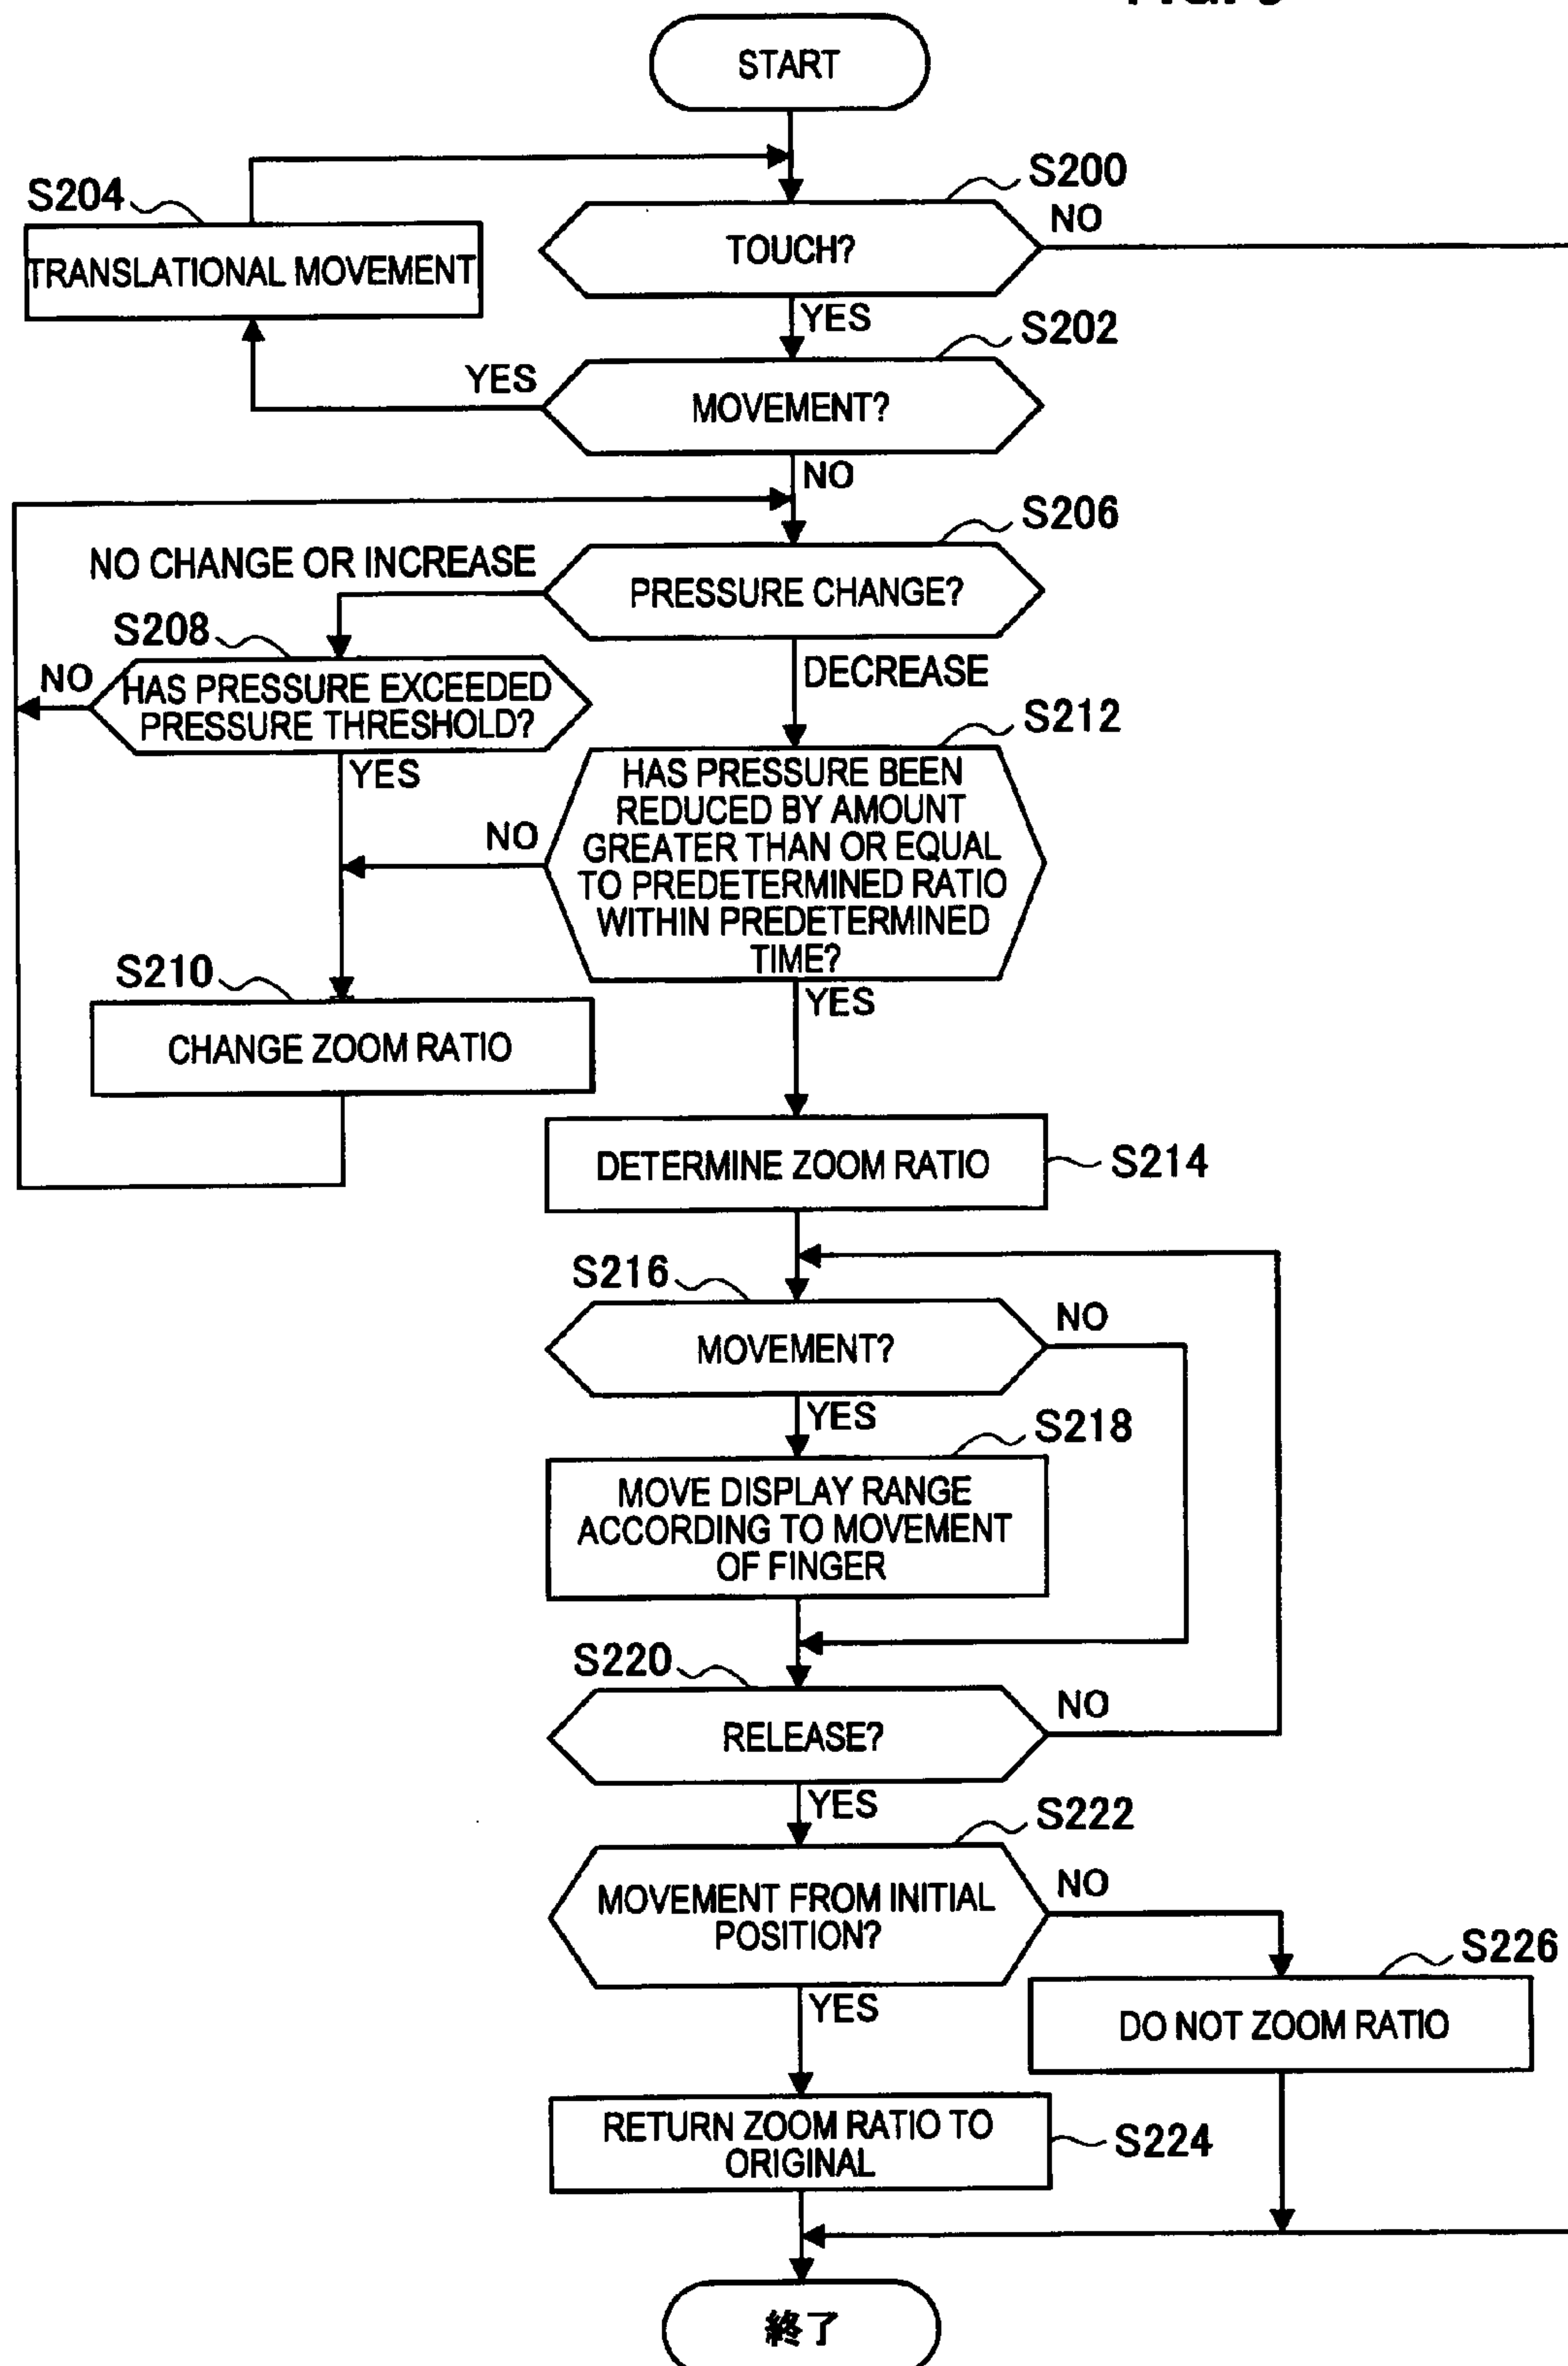 START
S200
S204
NO
TOUCH?
TRANSLATIONAL MOVEMENT
YES
S202
YES
MOVEMENT?
NO
S206
NO CHANGE OR INCREASE
PRESSURE CHANGE?
S208
DECREASE
NO
HAS PRESSURE EXCEEDED
PRESSURE THRESHOLD?
S212
YES
HAS PRESSURE BEEN
REDUCED BY AMOUNT
GREATER THAN OR EQUAL
TO PREDETERMINED RATIO
WITHIN PREDETERMINED
TIME?
NO
S210
YES
CHANGE ZOOM RATIO
DETERMINE ZOOM RATIO
S214
S216
NO
MOVEMENT?
YES
S218
MOVE DISPLAY RANGE
ACCORDING TO MOVEMENT
OF FINGER
S220
NO
RELEASE?
YES
S222
NO
MOVEMENT FROM INITIAL
POSITION?
S226
YES
DO NOT ZOOM RATIO
RETURN ZOOM RATIO TO
ORIGINAL
S224
終了